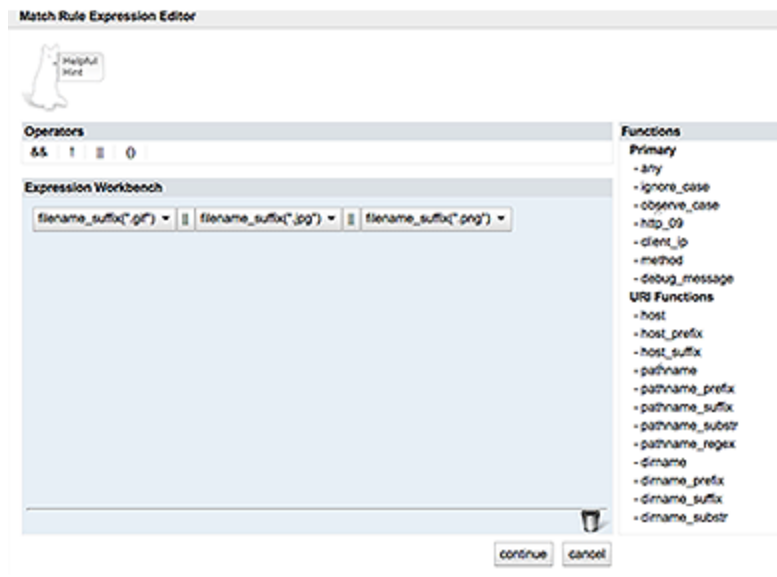 Match Rule Expression Editor
Helpful
Hint
Operators
&& ! || ()
Expression Workbench
filename_suffix(".gif") || filename_suffix(".jpg") || filename_suffix(".png")
continue cancel
Functions
Primary
- any
- ignore_case
- observe_case
- http_09
- client_ip
- method
- debug_message
URI Functions
- host
- host_prefix
- host_suffix
- pathname
- pathname_prefix
- pathname_suffix
- pathname_substr
- pathname_regex
- dirname
- dirname_prefix
- dirname_suffix
- dirname_substr